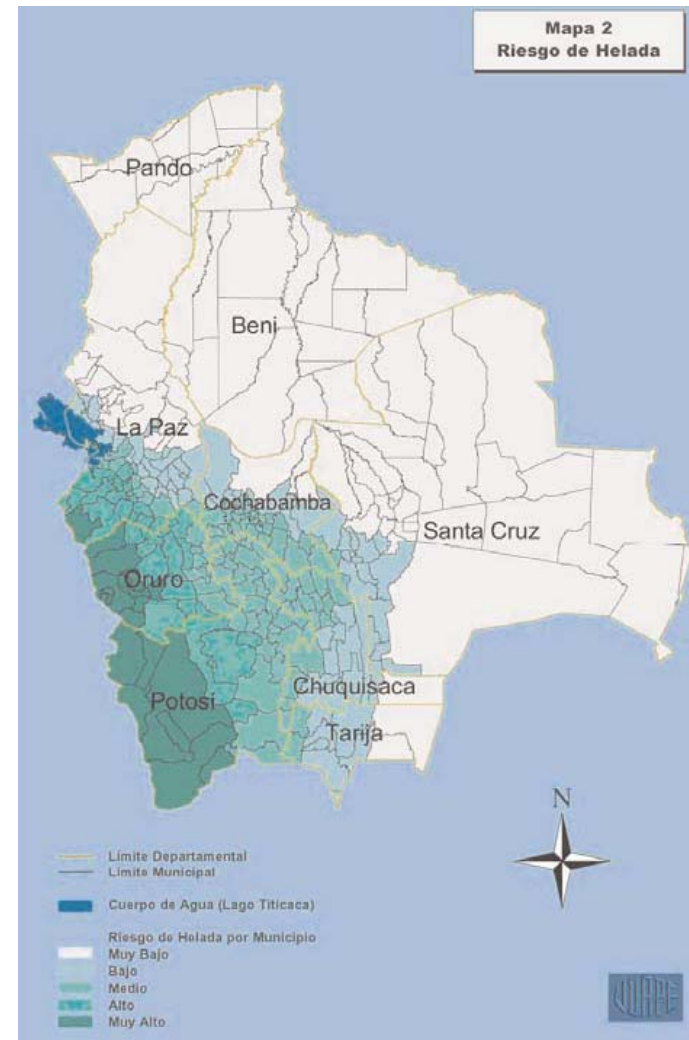 Mapa 2
Riesgo de Helada
Pando
Beni
La Paz
Cochabamba
Santa Cruz
Oruro
Chuquisaca
Potosí
Tarija
N
Límite Departamental
Límite Municipal
Cuerpo de Agua (Lago Titicaca)
Riesgo de Helada por Municipio
Muy Bajo
Bajo
Medio
Alto
Muy Alto